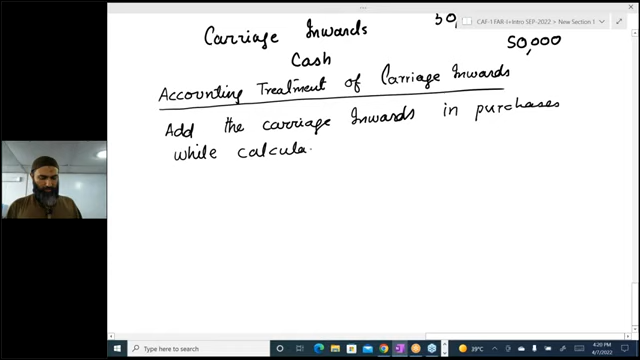 CAF-1 FAR-I+Intro SEP-2022 > New Section 1
Carriage Inwards
50,000
Cash
Accounting Treatment of Carriage Inwards
Add the carriage Inwards in purchases
while calcula
Type here to search
39°C
4:20 PM
4/7/2022